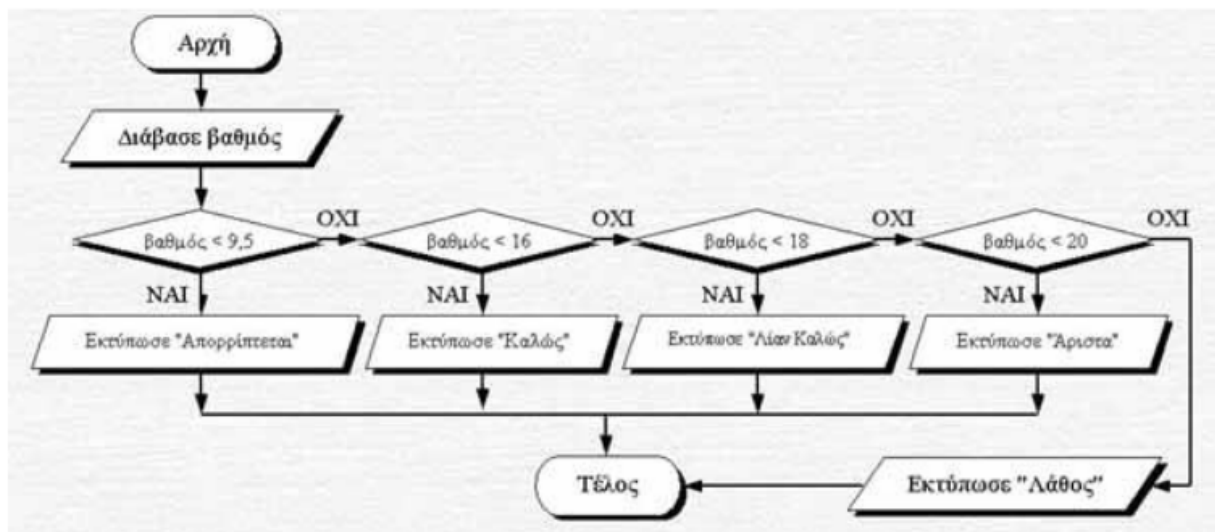 Αρχή
Διάβασε βαθμός
ΟΧΙ ΟΧΙ ΟΧΙ ΟΧΙ
βαθμός < 9,5 βαθμός < 16 βαθμός < 18 βαθμός < 20
ΝΑΙ ΝΑΙ ΝΑΙ ΝΑΙ
Εκτύπωσε "Απορρίπτεται" Εκτύπωσε "Καλώς" Εκτύπωσε "Λίαν Καλώς" Εκτύπωσε "Άριστα"
Τέλος Εκτύπωσε "Λάθος"